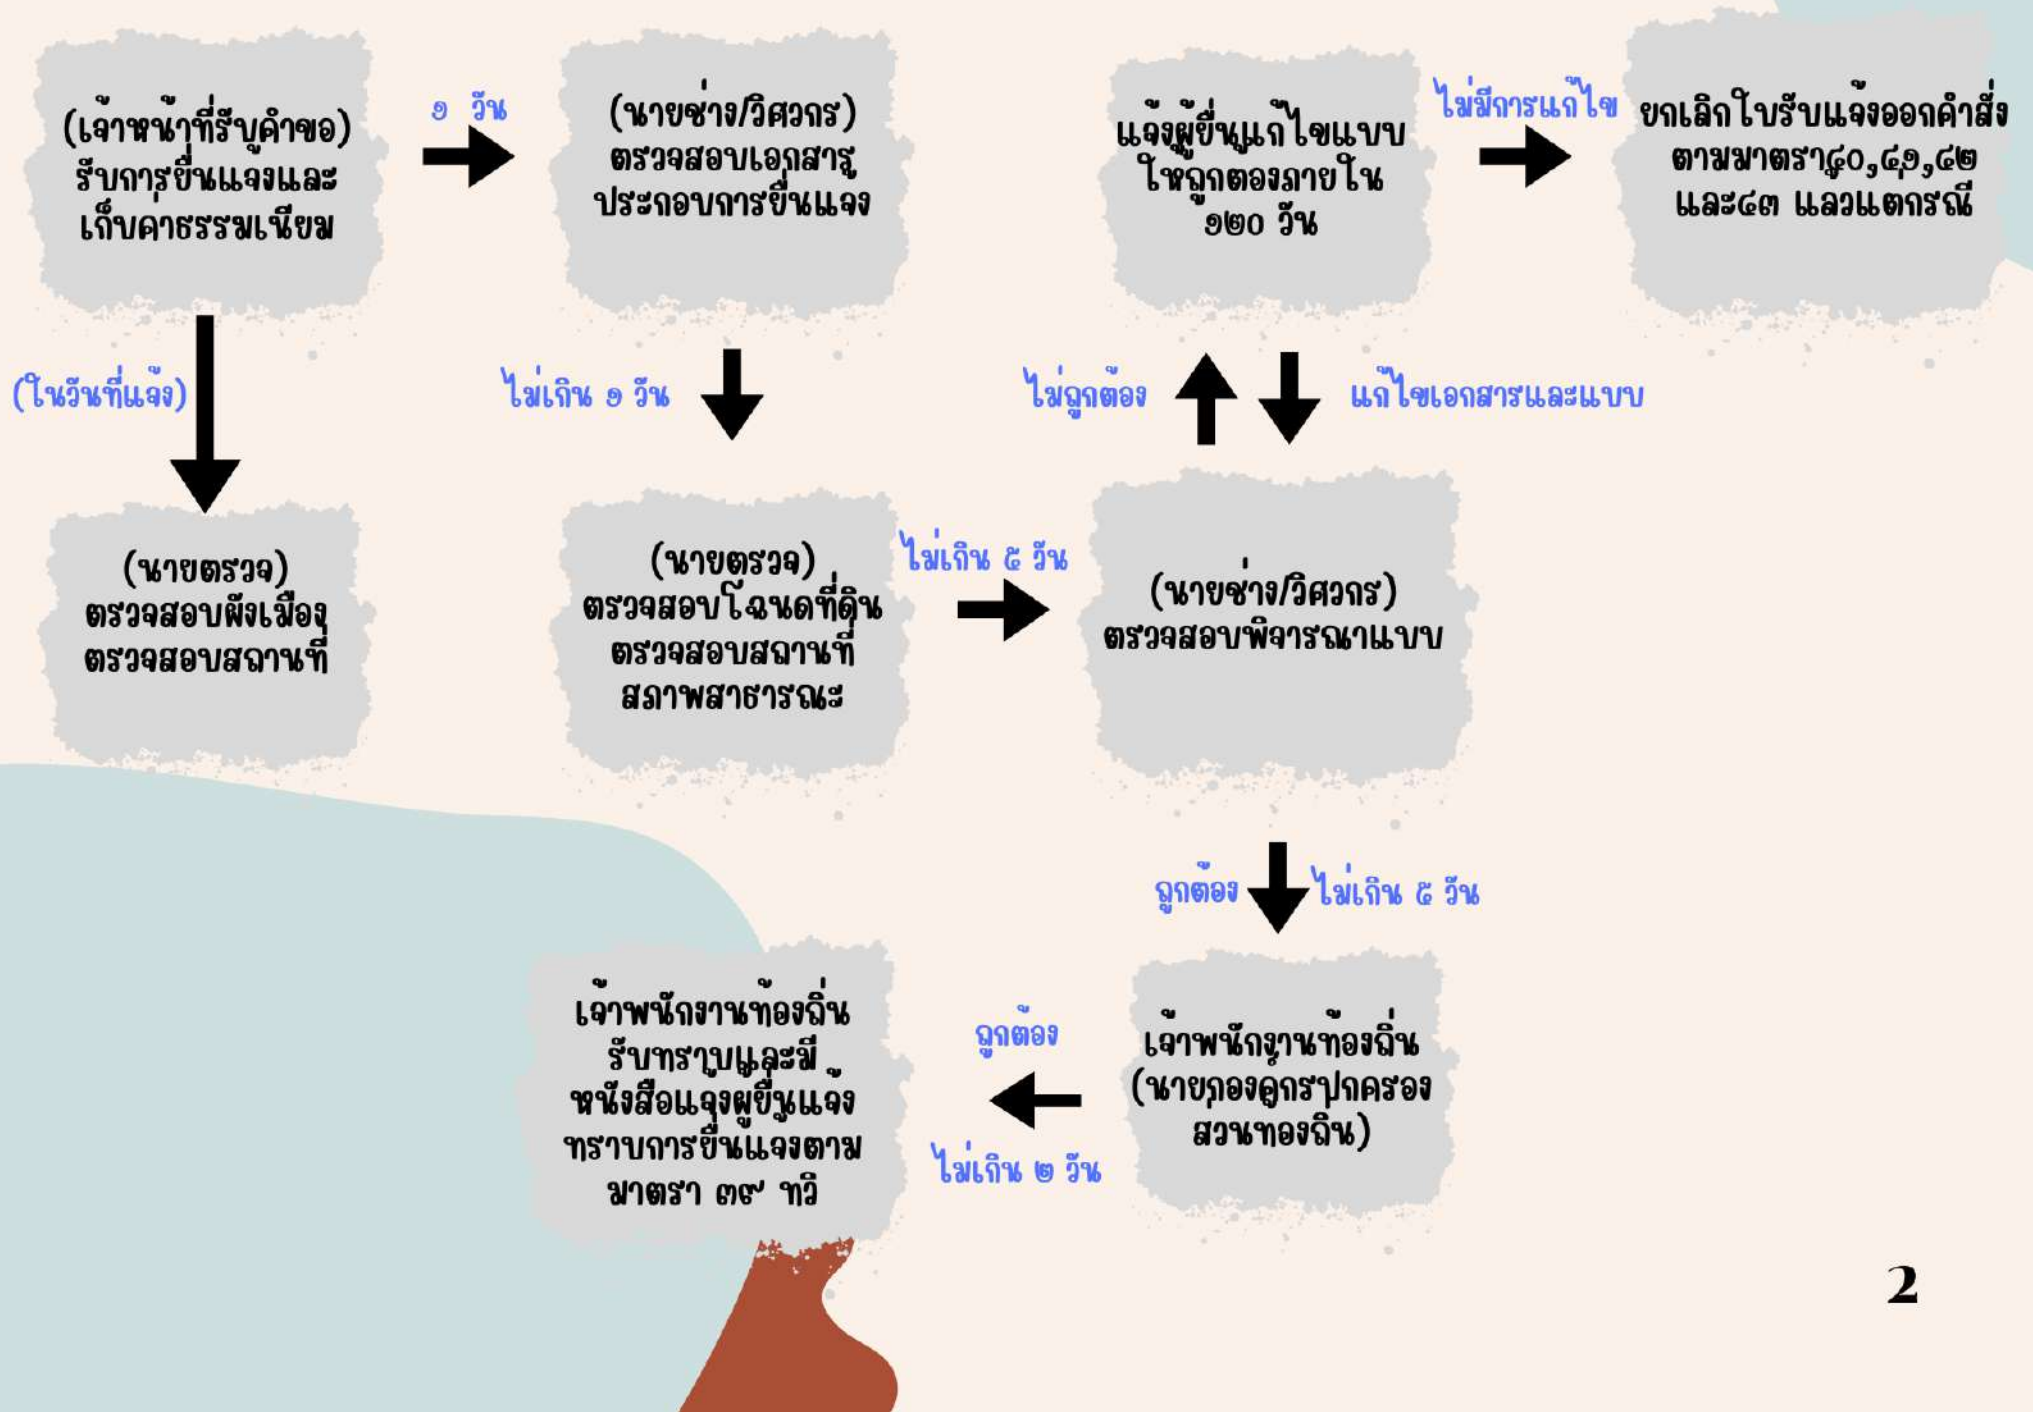 (เจ้าหน้าที่รับคำขอ)
รับการยื่นแจ้งและ
เก็บค่าธรรมเนียม
๑ วัน
(นายช่าง/วิศวกร)
ตรวจสอบเอกสาร
ประกอบการยื่นแจ้ง
แจ้งผู้ยื่นแก้ไขแบบ
ให้ถูกต้องภายใน
๑๒๐ วัน
ไม่มีการแก้ไข
ยกเลิกใบรับแจ้งออกคำสั่ง
ตามมาตรา๔๐,๔๑,๔๒
และ๔๓ แล้วแต่กรณี
(ในวันที่แจ้ง)
ไม่เกิน ๑ วัน
ไม่ถูกต้อง
แก้ไขเอกสารและแบบ
(นายตรวจ)
ตรวจสอบผังเมือง
ตรวจสอบสถานที่
(นายตรวจ)
ตรวจสอบโฉนดที่ดิน
ตรวจสอบสถานที่
สภาพสาธารณะ
ไม่เกิน ๕ วัน
(นายช่าง/วิศวกร)
ตรวจสอบพิจารณาแบบ
ถูกต้อง
ไม่เกิน ๕ วัน
เจ้าพนักงานท้องถิ่น
(นายกองค์กรปกครอง
ส่วนท้องถิ่น)
ถูกต้อง
ไม่เกิน ๒ วัน
เจ้าพนักงานท้องถิ่น
รับทราบและมี
หนังสือแจ้งผู้ยื่นแจ้ง
ทราบการยื่นแจ้งตาม
มาตรา ๓๙ ทวิ
2